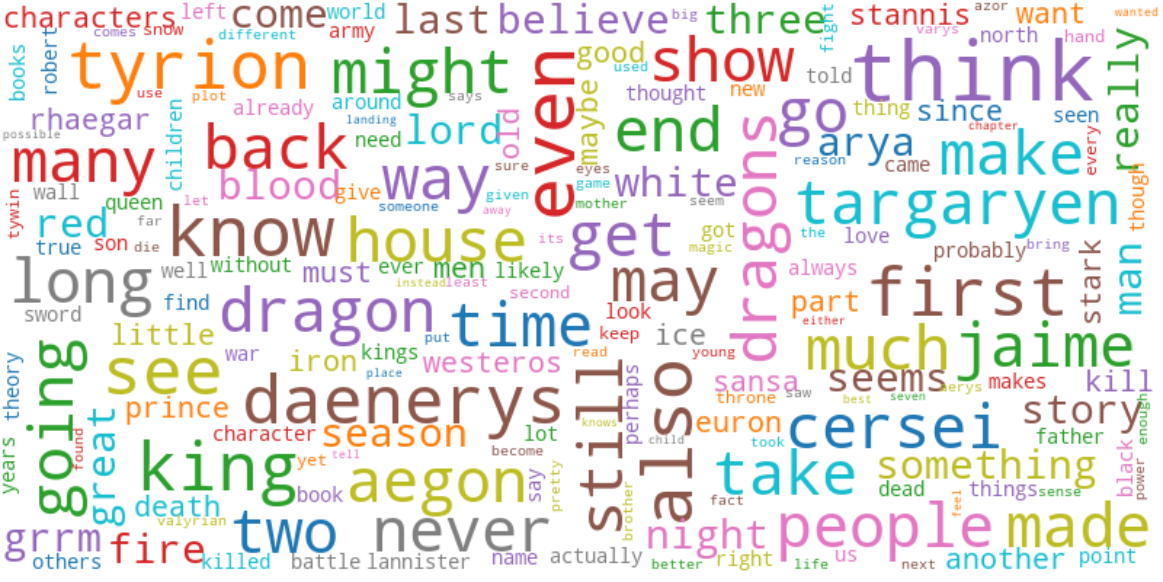 characters left come world last believe big three stannis azor want wanted
comes snow different army fight varys north hand
books robert tyrion might even good show told think really
use plot says used thought new
rhaegar already around maybe go thing since seen
possible children landing need lord old end chapter every
many back sure eyes dragons arya reason came make
tywin wall blood give way given game white seem targaryen though
queen let someone away mother
red far know house its get got the love man
true son die magic probably bring
long well without must ever men likely may always first stark
sword find instead least second part
little dragon put time look keep ice either
theory war iron kings westeros read young much jaime
place
going see daenerys still perhaps also sansa seems aerys makes kill
great prince throne saw best seven enough
years found character season lot knows euron cersei story
yet tell become child took father
king book aegon say pretty brother take something black power
death fact dead things sense
valyrian two never night feel people made
grrm fire
others killed battle lannister name actually better right life us next another point